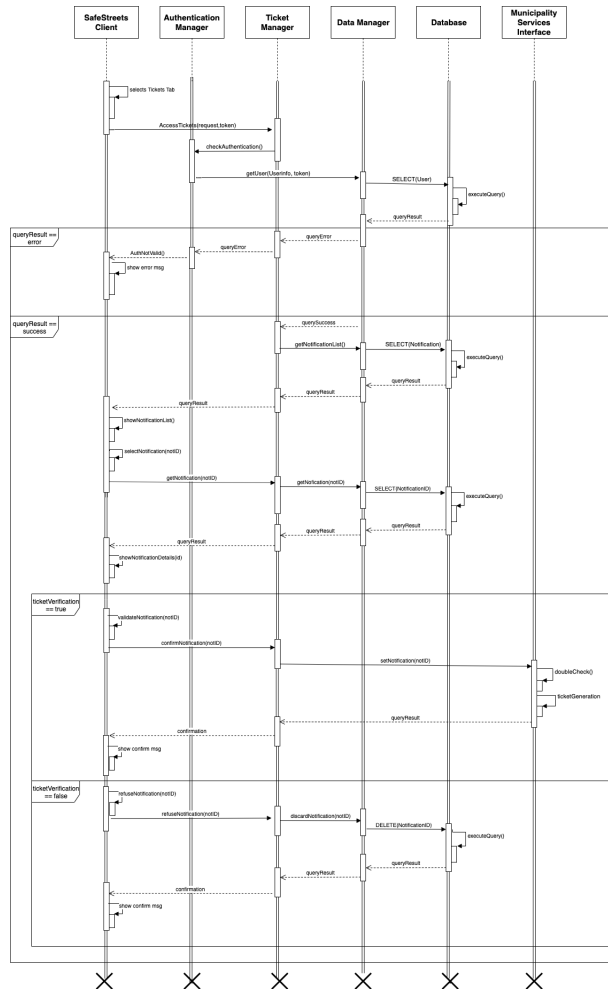 SafeStreets
Client
Authentication
Manager
Ticket
Manager
Data Manager
Database
Municipality
Services
Interface
selects Tickets Tab
AccessTickets(request,token)
checkAuthentication()
getUser(Userinfo, token)
SELECT(User)
executeQuery()
queryResult
queryResult ==
error
queryError
queryError
AuthNotValid()
show error msg
queryResult ==
success
querySuccess
getNotificationList()
SELECT(Notification)
executeQuery()
queryResult
queryResult
queryResult
showNotificationList()
selectNotification(notID)
getNotification(notID)
getNofication(notID)
SELECT(NotificationID)
executeQuery()
queryResult
queryResult
queryResult
showNotificationDetails(id)
ticketVerification
== true
validateNotification(notID)
confirmNotification(notID)
setNotification(notID)
doubleCheck()
ticketGeneration
queryResult
confirmation
show confirm msg
ticketVerification
== false
refuseNotification(notID)
refuseNotification(notID)
discardNotification(notID)
DELETE(NotificationID)
executeQuery()
queryResult
queryResult
confirmation
show confirm msg